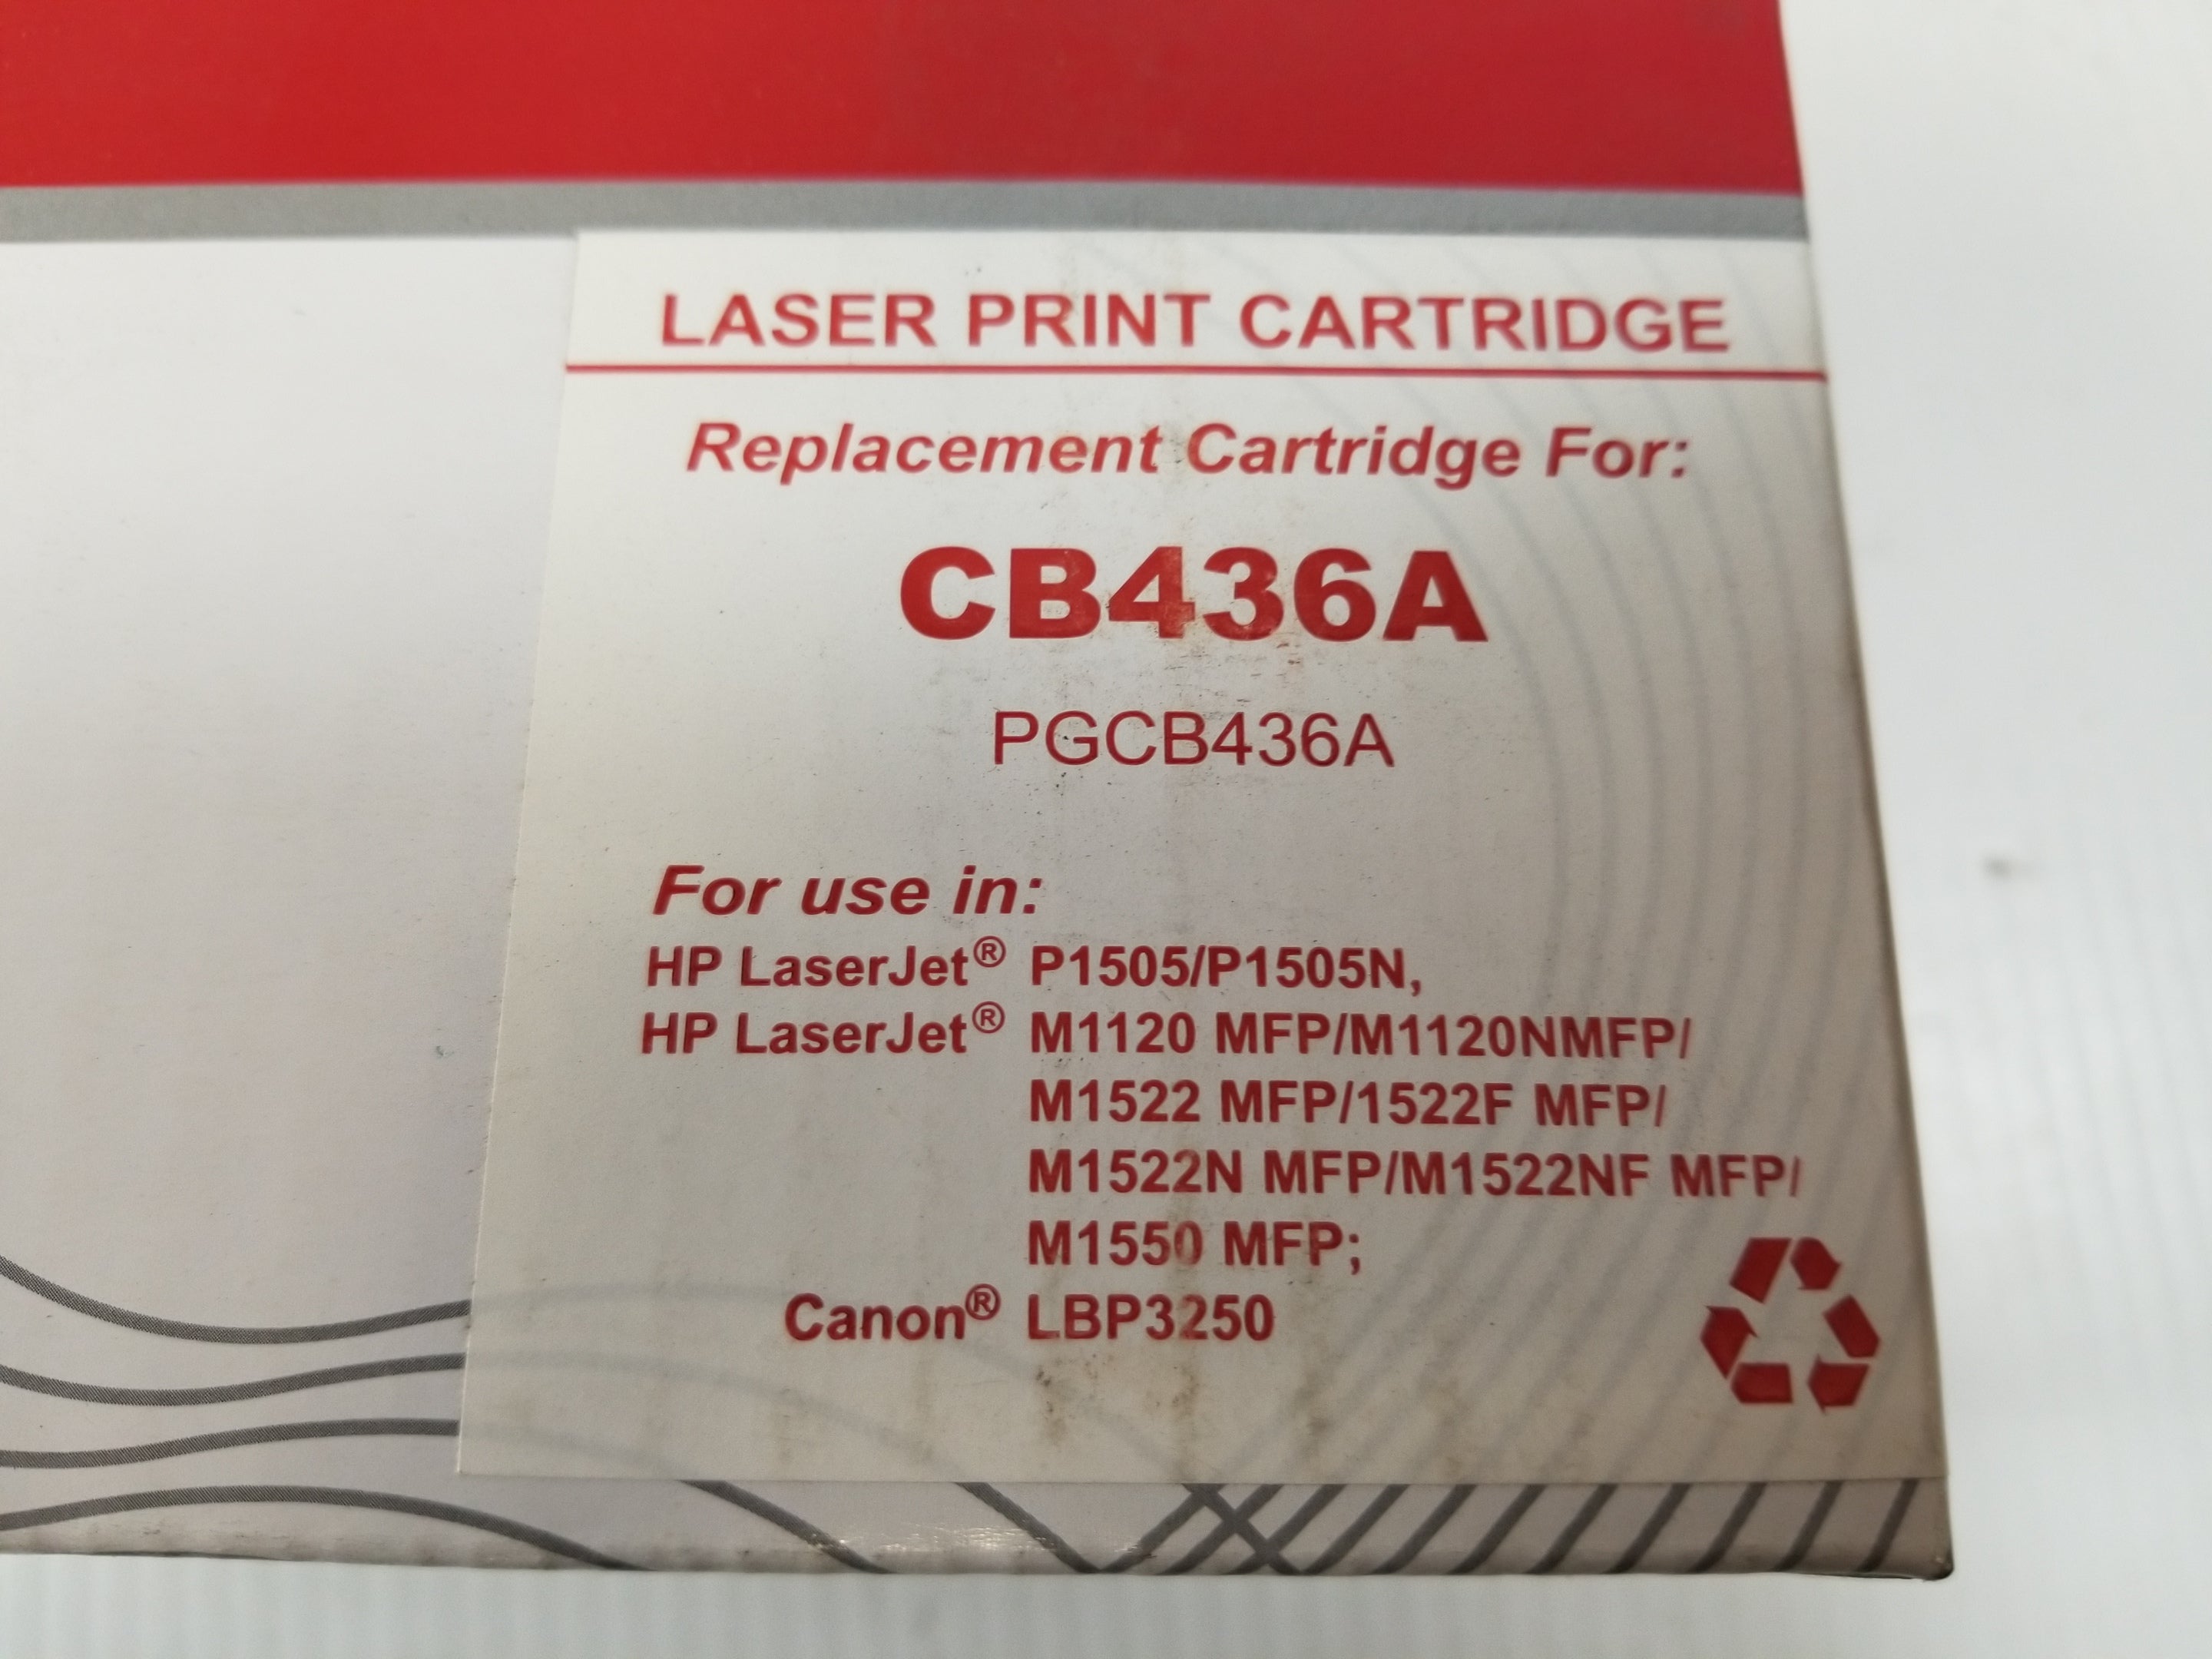 LASER PRINT CARTRIDGE
Replacement Cartridge For:
CB436A
PGCB436A
For use in:
HP LaserJet® P1505/P1505N,
HP LaserJet® M1120 MFP/M1120NMFP/
M1522 MFP/1522F MFP/
M1522N MFP/M1522NF MFP/
M1550 MFP;
Canon® LBP3250